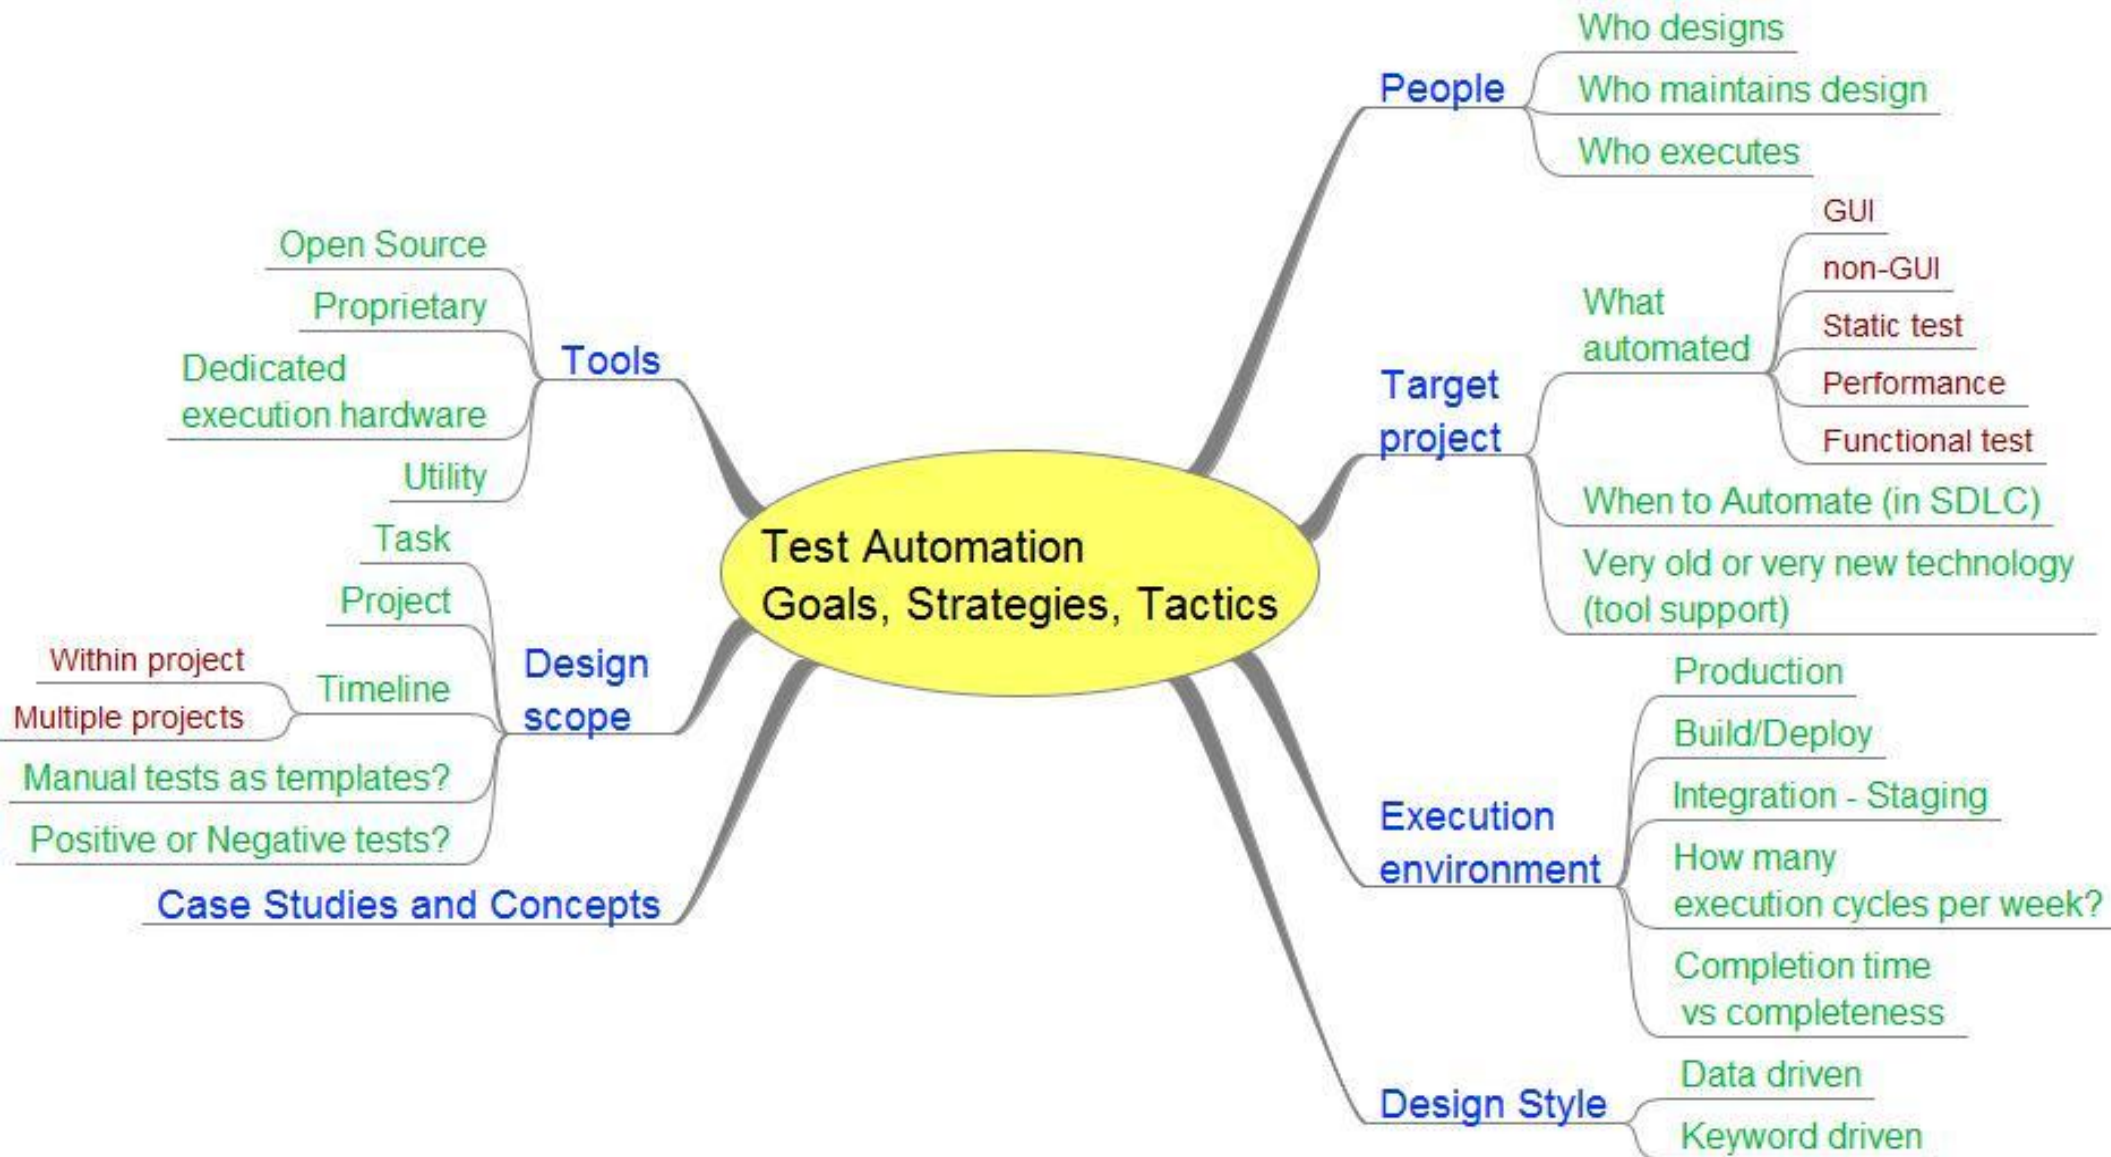 Test Automation
Goals, Strategies, Tactics
People
Who designs
Who maintains design
Who executes
Target
project
What
automated
GUI
non-GUI
Static test
Performance
Functional test
When to Automate (in SDLC)
Very old or very new technology
(tool support)
Execution
environment
Production
Build/Deploy
Integration - Staging
How many
execution cycles per week?
Completion time
vs completeness
Design Style
Data driven
Keyword driven
Tools
Open Source
Proprietary
Dedicated
execution hardware
Utility
Design
scope
Task
Project
Timeline
Within project
Multiple projects
Manual tests as templates?
Positive or Negative tests?
Case Studies and Concepts